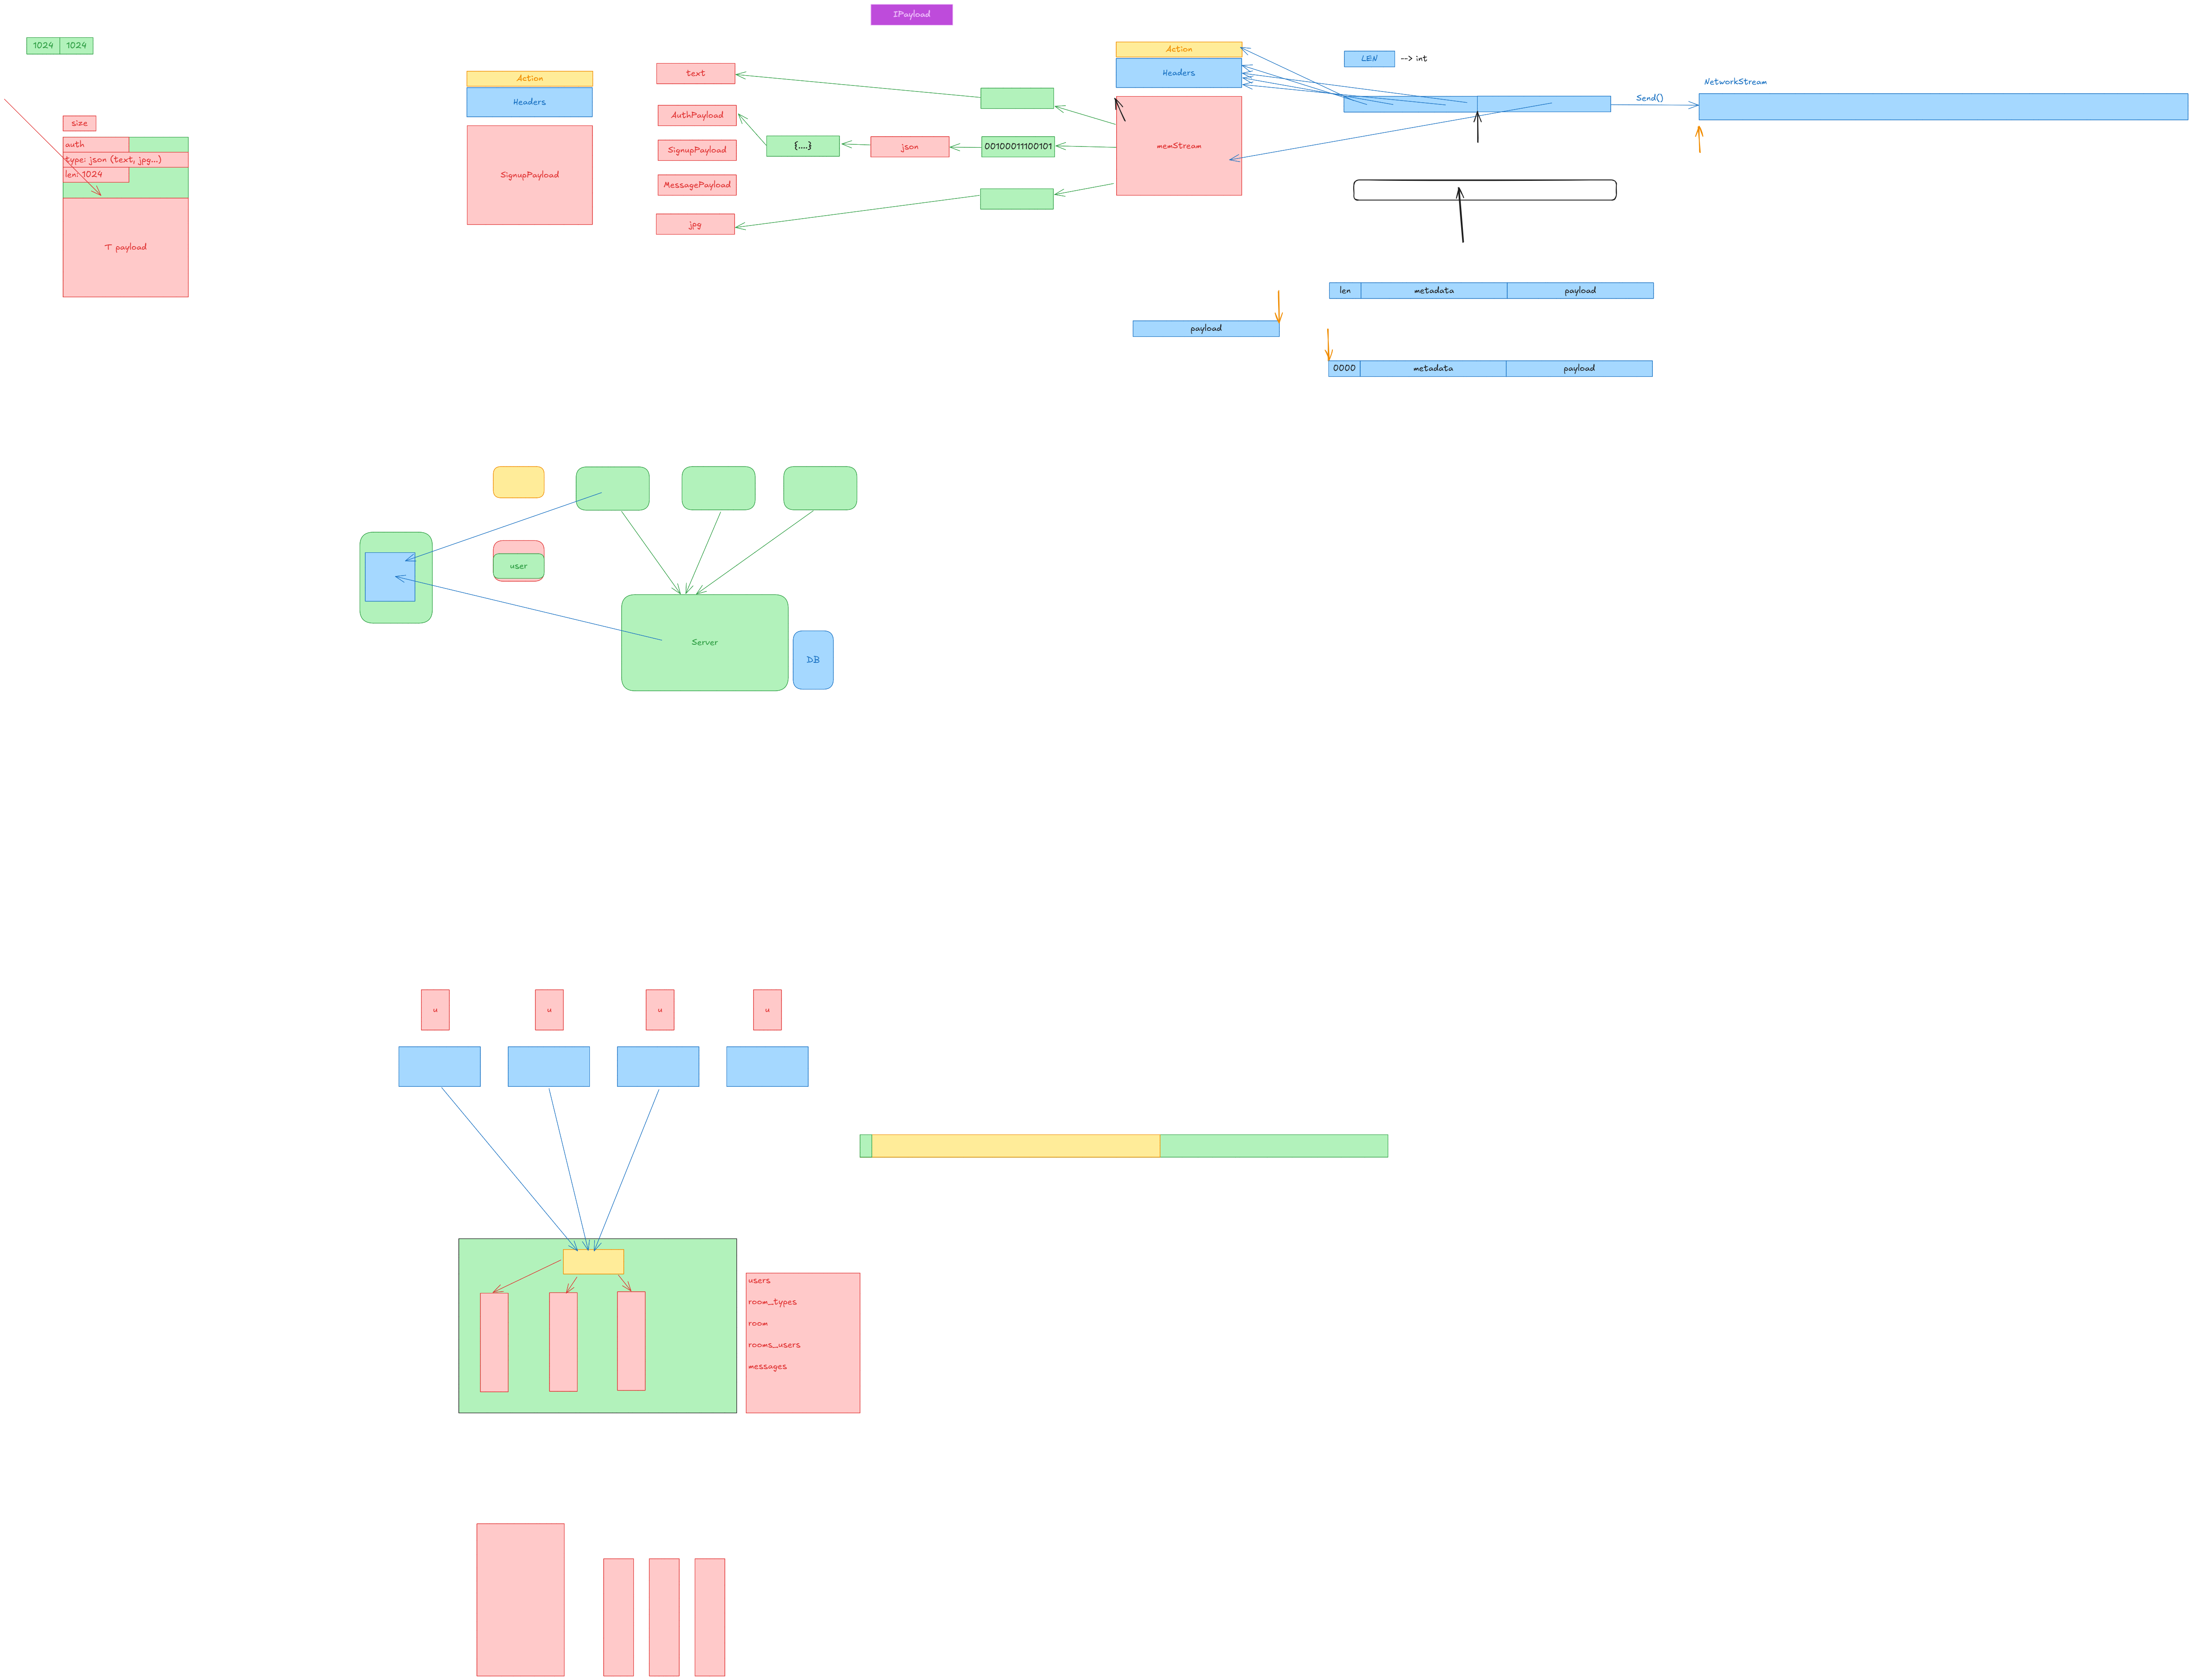 IPayload
1024 1024
size
auth
type: json (text, jpg...)
len: 1024
T payload
Action
Headers
SignupPayload
text
AuthPayload
SignupPayload
MessagePayload
jpg
{....}
json
00100011100101
Action
Headers
memStream
LEN --> int
Send()
NetworkStream
len metadata payload
payload
0000 metadata payload
user
Server
DB
u u u u
users
room_types
room
rooms_users
messages